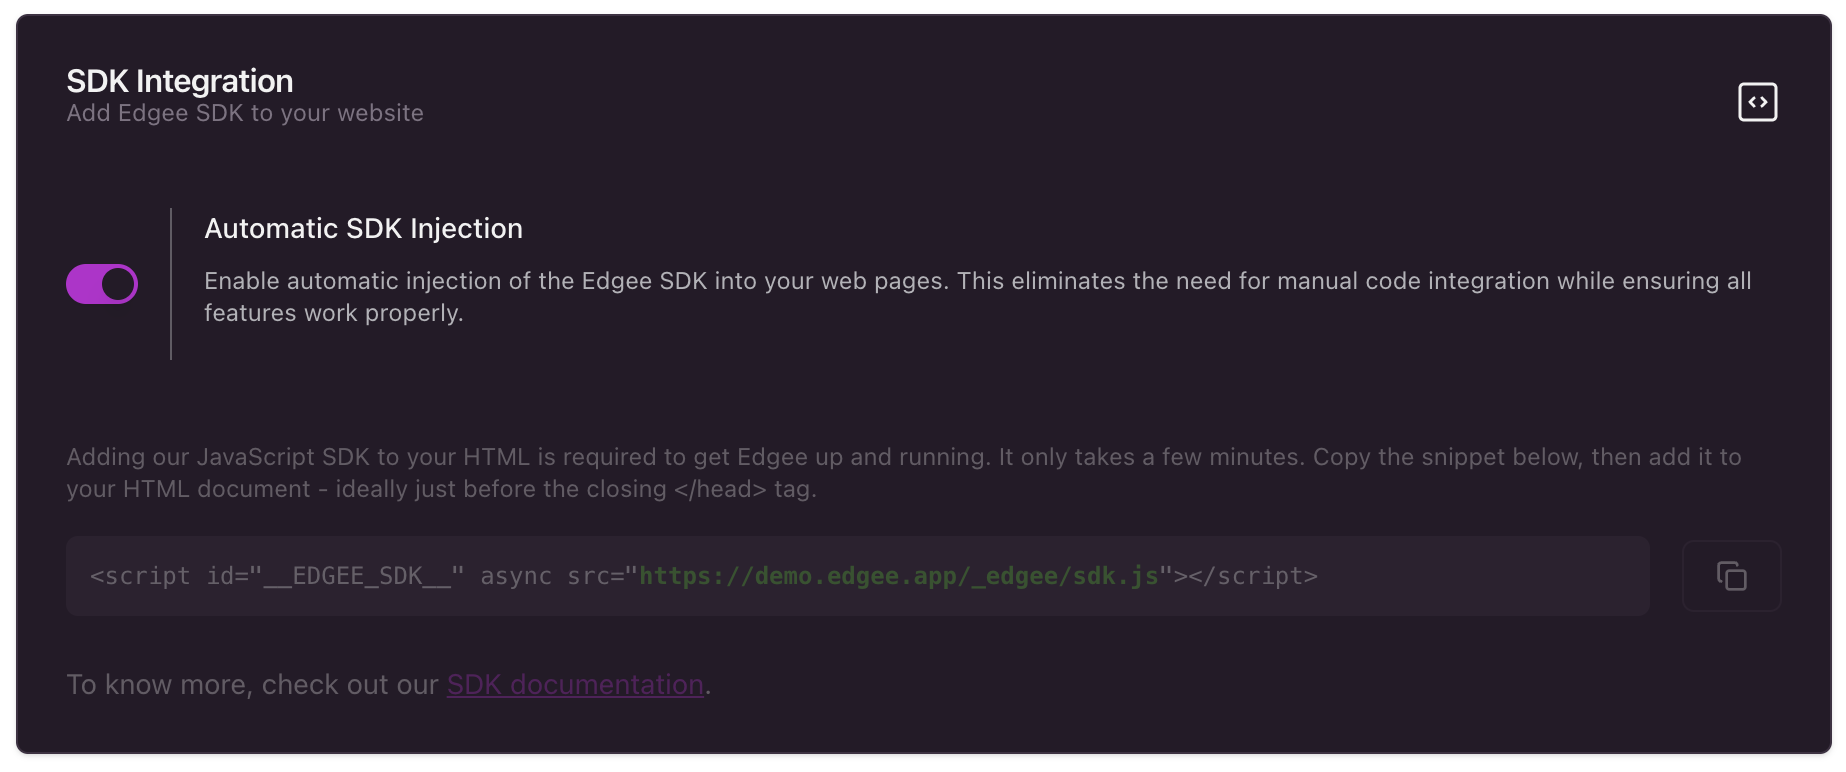 SDK Integration
Add Edgee SDK to your website
Automatic SDK Injection
Enable automatic injection of the Edgee SDK into your web pages. This eliminates the need for manual code integration while ensuring all
features work properly.
Adding our JavaScript SDK to your HTML is required to get Edgee up and running. It only takes a few minutes. Copy the snippet below, then add it to
your HTML document - ideally just before the closing </head> tag.
<script id="__EDGEE_SDK__" async src="https://demo.edgee.app/_edgee/sdk.js"></script>
To know more, check out our SDK documentation.